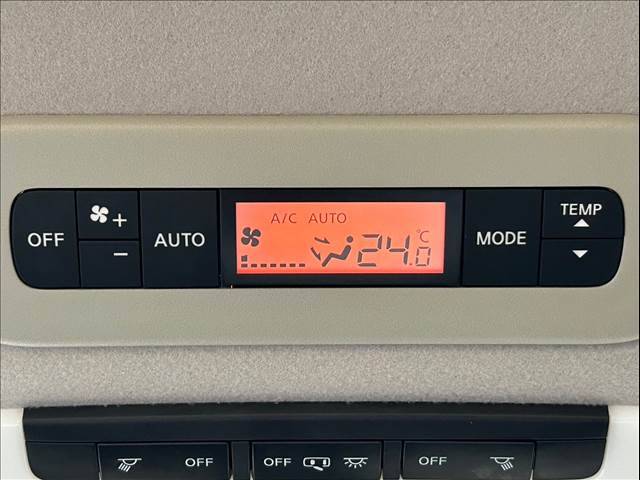 OFF
+
−
AUTO
A/C AUTO
24.0
°C
MODE
TEMP
OFF
OFF
OFF